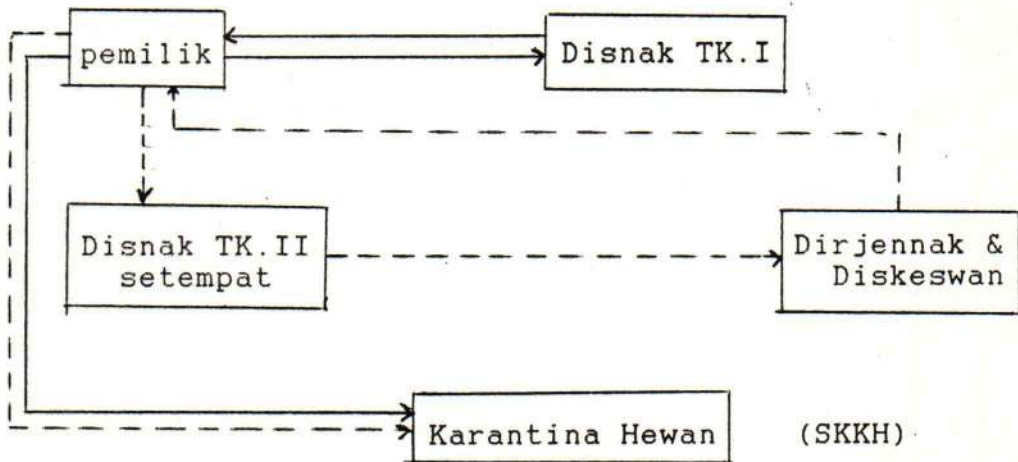 pemilik
Disnak TK.I
Disnak TK.II
setempat
Dirjennak &
Diskeswan
Karantina Hewan
(SKKH)